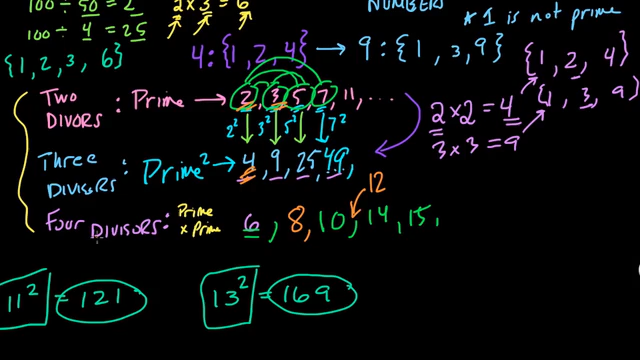 100 ÷ 50 = 2
2 x 3 = 6
NUMBERS
* 1 is not prime
100 ÷ 4 = 25
{1, 2, 3, 6}
4: {1, 2, 4} → 9: {1, 3, 9}
{1, 2, 4}
TWO DIVORS: Prime → 2, 3, 5, 7, 11, ...
{1, 3, 9)
2 x 2 = 4
3 x 3 = 9
2² 3² 5² 7²
THREE DIVISERS: Prime² → 4, 9, 25, 49,
12
FOUR DIVISORS: Prime x Prime 6, 8, 10, 14, 15,
11² = 121
13² = 169